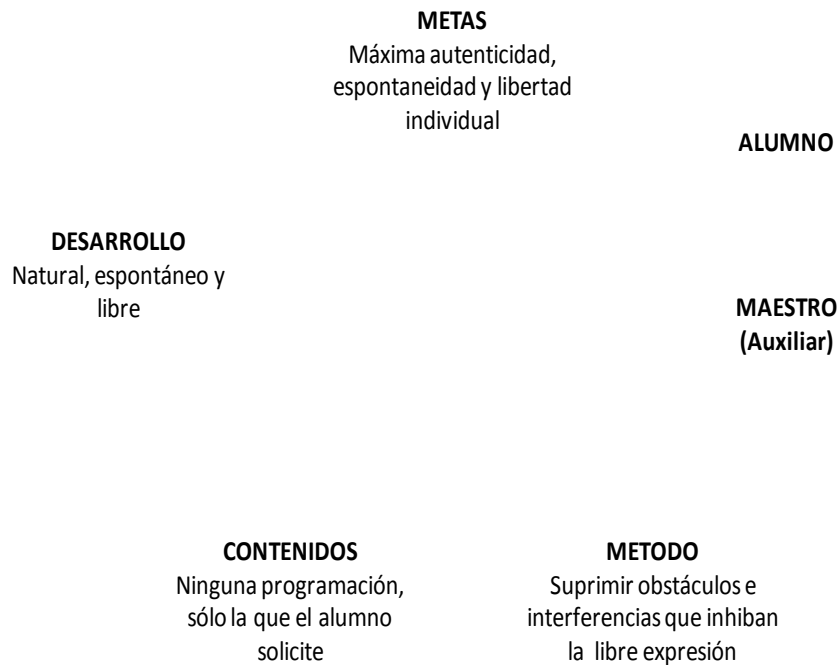 METAS
Máxima autenticidad,
espontaneidad y libertad
individual
ALUMNO
DESARROLLO
Natural, espontáneo y
libre
MAESTRO
(Auxiliar)
CONTENIDOS
Ninguna programación,
sólo la que el alumno
solicite
METODO
Suprimir obstáculos e
interferencias que inhiban
la libre expresión